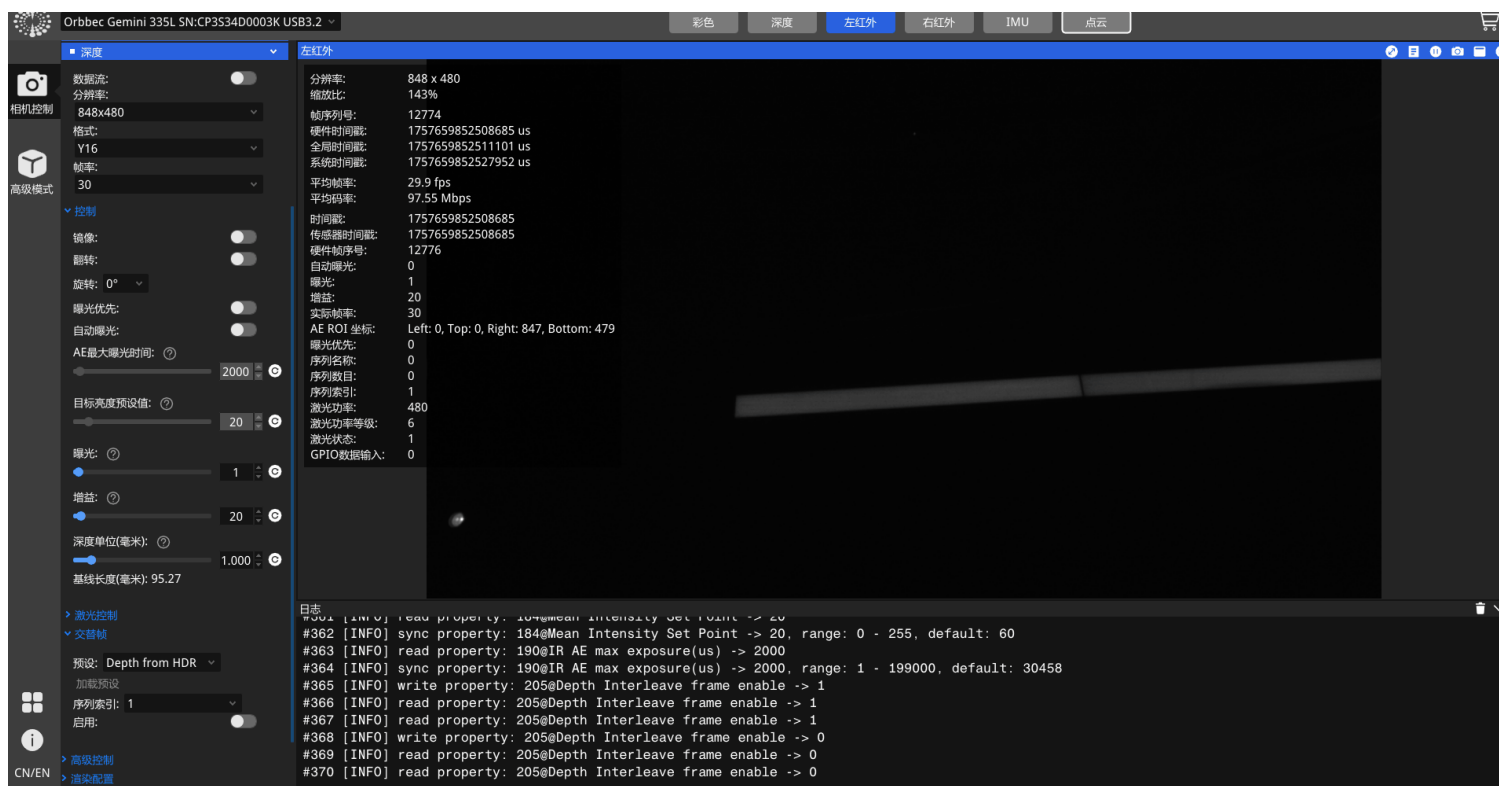 Orbbec Gemini 335L SN:CP3S34D0003K USB3.2
彩色
深度
左红外
右红外
IMU
点云
相机控制
高级模式
CN/EN
深度
数据流:
分辨率:
848x480
格式:
Y16
帧率:
30
控制
镜像:
翻转:
旋转: 0°
曝光优先:
自动曝光:
AE最大曝光时间:
2000
目标亮度预设值:
20
曝光:
1
增益:
20
深度单位(毫米):
1.000
基线长度(毫米): 95.27
激光控制
交替帧
预设: Depth from HDR
加载预设
序列索引: 1
启用:
高级控制
渲染配置
左红外
分辨率: 848 x 480
缩放比: 143%
帧序列号: 12774
硬件时间戳: 1757659852508685 us
全局时间戳: 1757659852511101 us
系统时间戳: 1757659852527952 us
平均帧率: 29.9 fps
平均码率: 97.55 Mbps
时间戳: 1757659852508685
传感器时间戳: 1757659852508685
硬件帧序号: 12776
自动曝光: 0
曝光: 1
增益: 20
实际帧率: 30
AE ROI 坐标: Left: 0, Top: 0, Right: 847, Bottom: 479
曝光优先: 0
序列名称: 0
序列数目: 0
序列索引: 1
激光功率: 480
激光功率等级: 6
激光状态: 1
GPIO数据输入: 0
日志
#361 [INFO] read property: 184@Mean Intensity Set Point -> 20
#362 [INFO] sync property: 184@Mean Intensity Set Point -> 20, range: 0 - 255, default: 60
#363 [INFO] read property: 190@IR AE max exposure(us) -> 2000
#364 [INFO] sync property: 190@IR AE max exposure(us) -> 2000, range: 1 - 199000, default: 30458
#365 [INFO] write property: 205@Depth Interleave frame enable -> 1
#366 [INFO] read property: 205@Depth Interleave frame enable -> 1
#367 [INFO] read property: 205@Depth Interleave frame enable -> 1
#368 [INFO] write property: 205@Depth Interleave frame enable -> 0
#369 [INFO] read property: 205@Depth Interleave frame enable -> 0
#370 [INFO] read property: 205@Depth Interleave frame enable -> 0